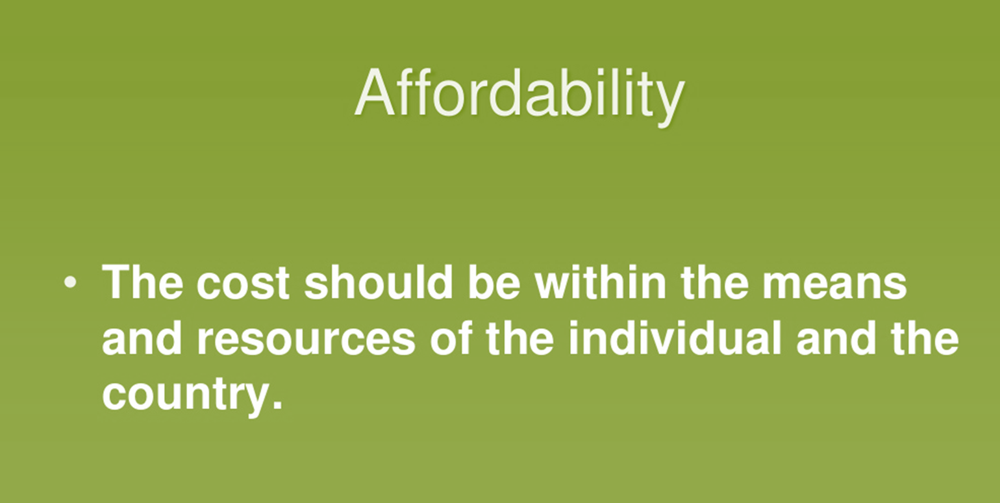 Affordability
• The cost should be within the means
and resources of the individual and the
country.